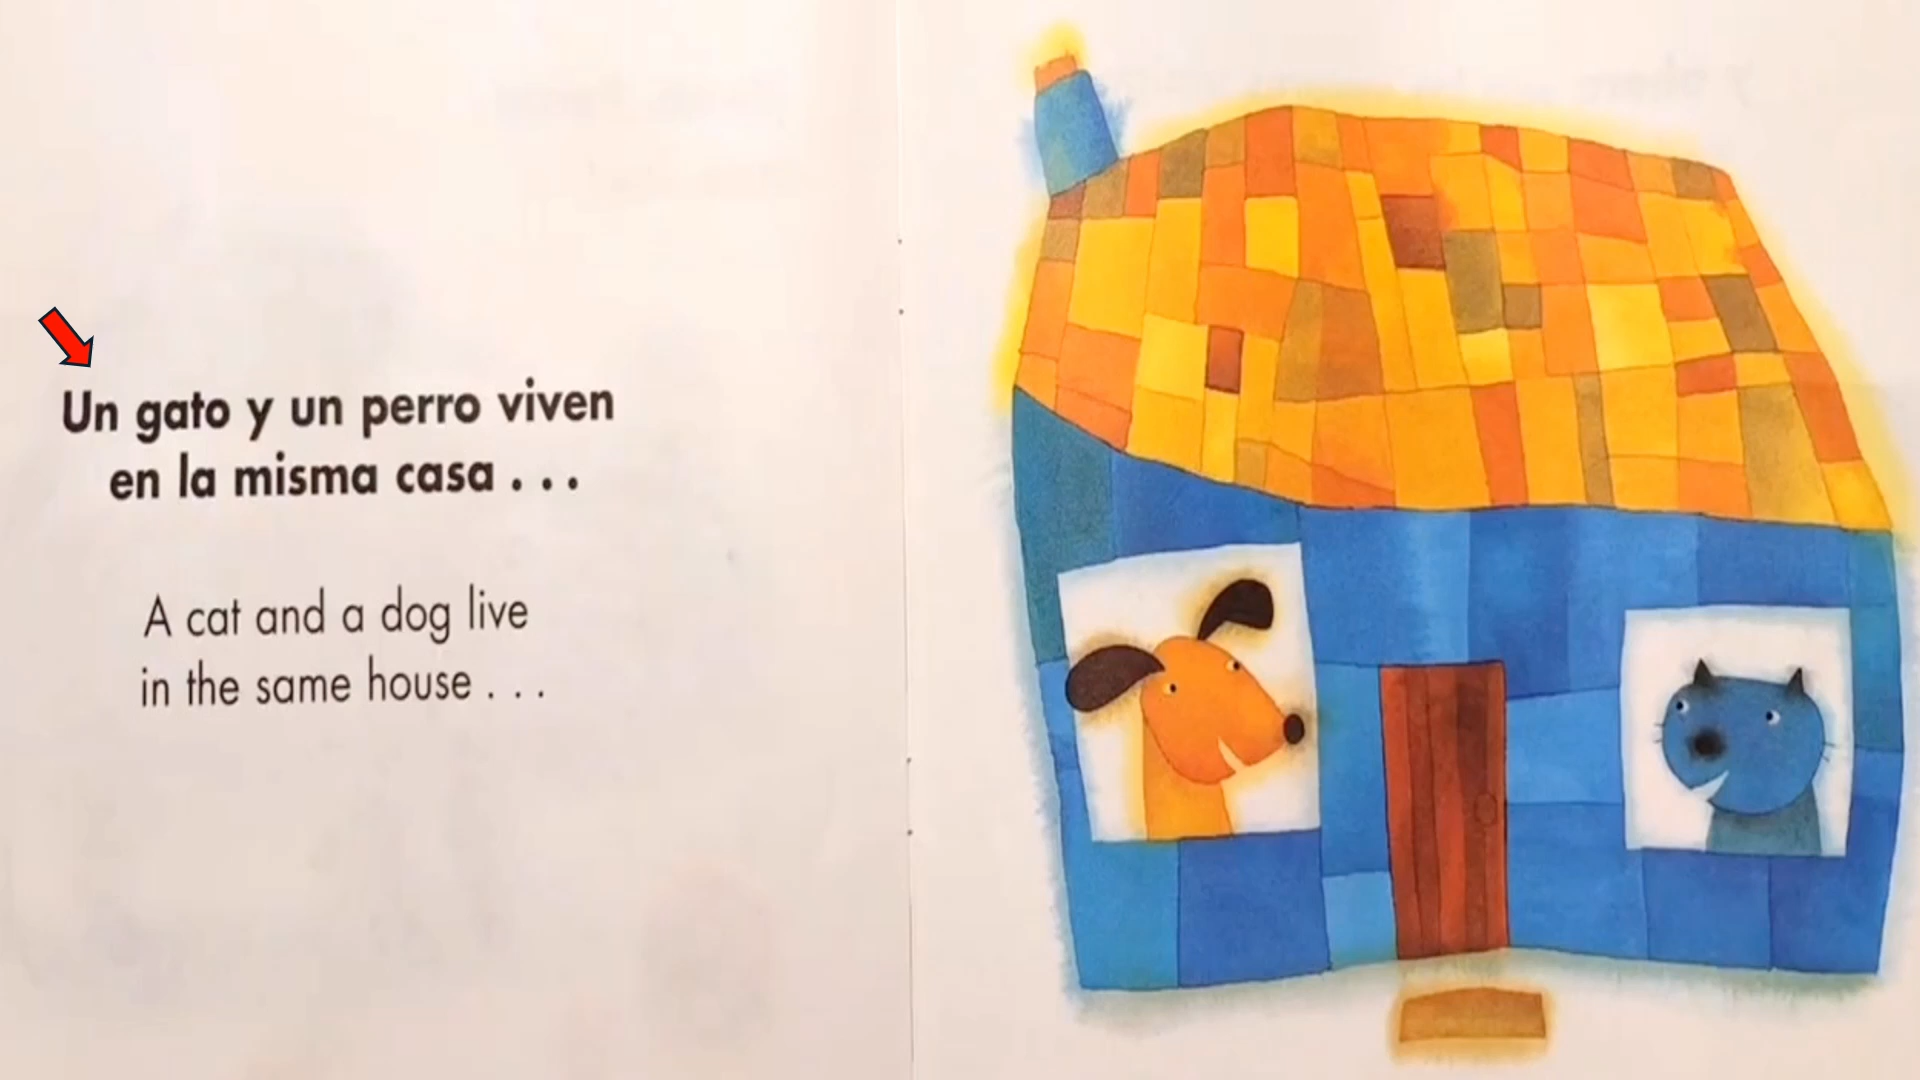 Un gato y un perro viven
en la misma casa . . .
A cat and a dog live
in the same house . . .